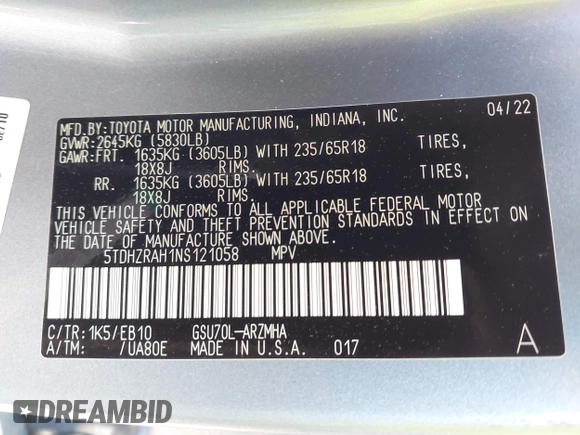 MFD.BY:TOYOTA MOTOR MANUFACTURING, INDIANA, INC. 04/22
GVWR:2645KG (5830LB)
GAWR:FRT. 1635KG (3605LB) WITH 235/65R18 TIRES,
18X8J RIMS.
RR. 1635KG (3605LB) WITH 235/65R18 TIRES,
18X8J RIMS.
THIS VEHICLE CONFORMS TO ALL APPLICABLE FEDERAL MOTOR
VEHICLE SAFETY AND THEFT PREVENTION STANDARDS IN EFFECT ON
THE DATE OF MANUFACTURE SHOWN ABOVE.
5TDHZRAH1NS121058 MPV
C/TR:1K5/EB10 GSU70L-ARZMHA
A/TM: /UA80E MADE IN U.S.A. 017 A
DREAMBID